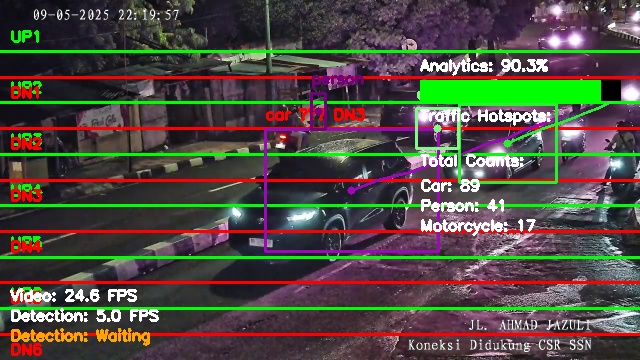 09-05-2025 22:19:57
UP1
Analytics: 90.3%
DN1
person
car 77 DN3
Traffic Hotspots:
DN2
Total Counts:
Car: 89
DN3
Person: 41
Motorcycle: 17
DN4
Video: 24.6 FPS
Detection: 5.0 FPS
Detection: Waiting
DN6
JL. AHMAD JAZULI
Koneksi Didukung CSR SSN